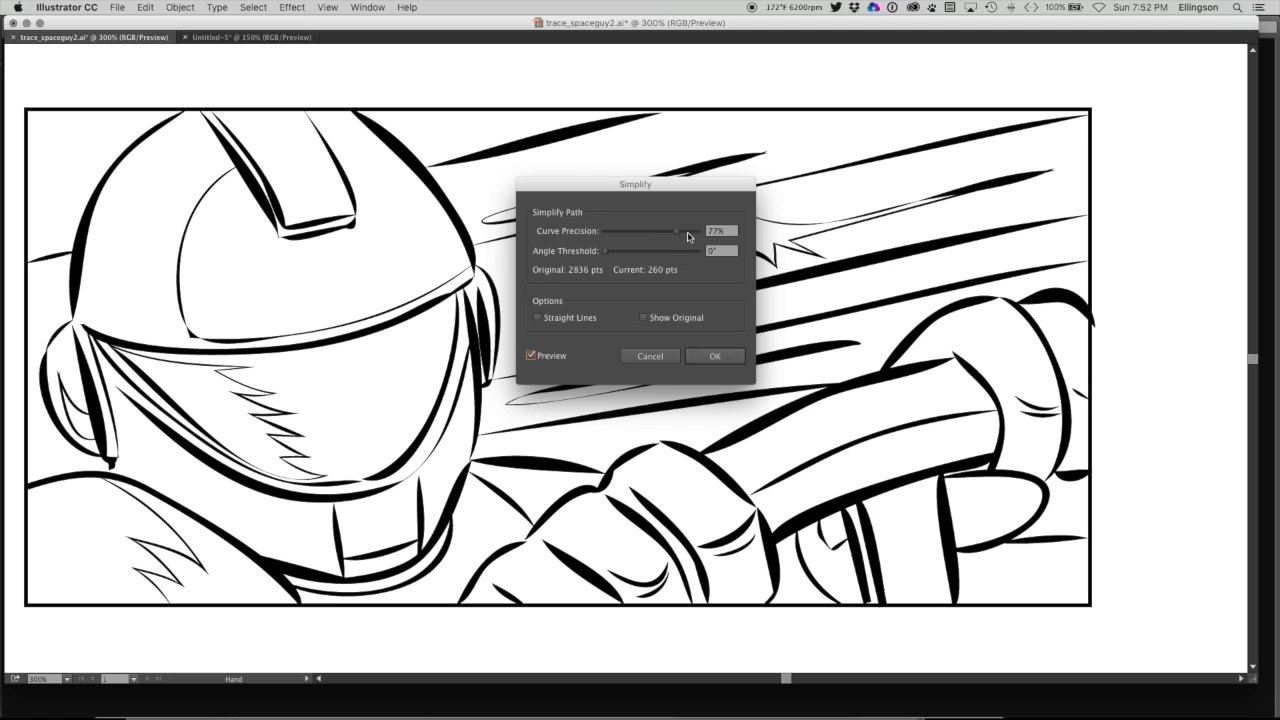 Illustrator CC File Edit Object Type Select Effect View Window Help 172°F 6200rpm 100% Sun 7:52 PM Ellingson
trace_spaceguy2.ai* @ 300% (RGB/Preview)
× trace_spaceguy2.ai* @ 300% (RGB/Preview) × Untitled-5* @ 150% (RGB/Preview)
Simplify
Simplify Path
Curve Precision: 77%
Angle Threshold: 0°
Original: 2836 pts Current: 260 pts
Options
Straight Lines Show Original
Preview Cancel OK
300% 1 Hand